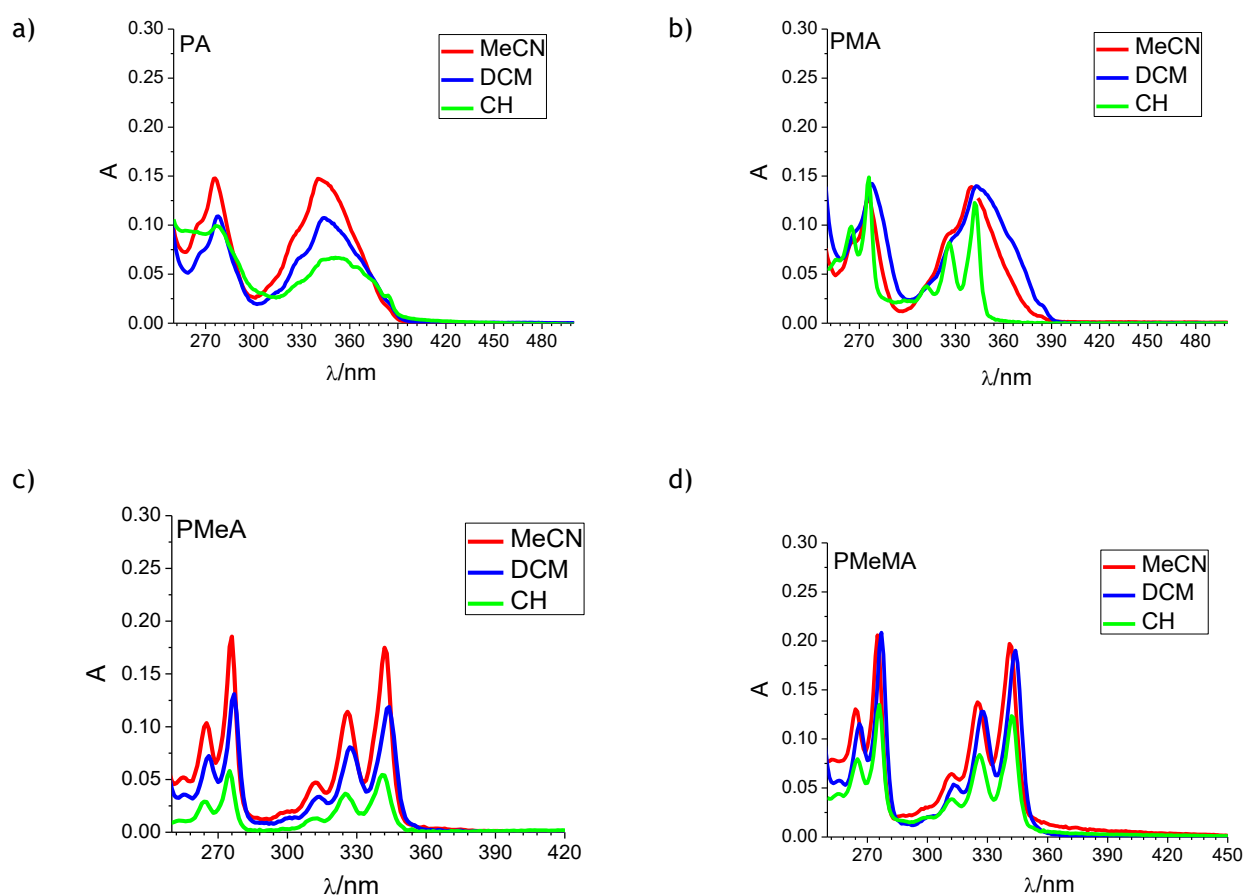 a)
PA
MeCN
DCM
CH
0.30
0.25
0.20
0.15
0.10
0.05
0.00
A
270 300 330 360 390 420 450 480
λ/nm
b)
PMA
MeCN
DCM
CH
0.30
0.25
0.20
0.15
0.10
0.05
0.00
A
270 300 330 360 390 420 450 480
λ/nm
c)
PMeA
MeCN
DCM
CH
0.30
0.25
0.20
0.15
0.10
0.05
0.00
A
270 300 330 360 390 420
λ/nm
d)
PMeMA
MeCN
DCM
CH
0.30
0.25
0.20
0.15
0.10
0.05
0.00
A
270 300 330 360 390 420 450
λ/nm